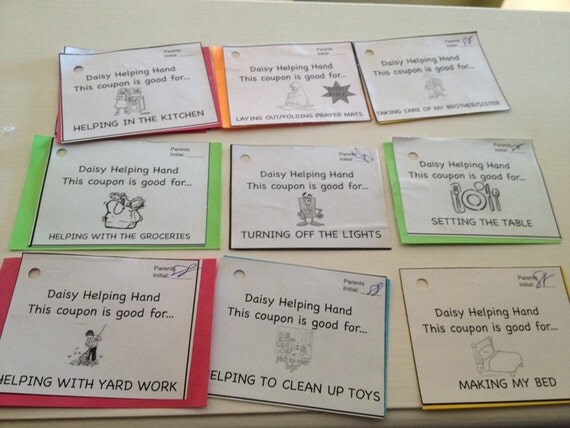 Parents
Initial:
Daisy Helping Hand
This coupon is good for...
HELPING IN THE KITCHEN
Parents
Initial:
Daisy Helping Hand
This coupon is good for...
LAYING OUT/FOLDING PRAYER MATS
Parents
Initial:
Daisy Helping Hand
This coupon is good for...
TAKING CARE OF MY BROTHER/SISTER
Parents
Initial:
Daisy Helping Hand
This coupon is good for...
HELPING WITH THE GROCERIES
Parents
Initial:
Daisy Helping Hand
This coupon is good for...
TURNING OFF THE LIGHTS
Parents
Initial:
Daisy Helping Hand
This coupon is good for...
SETTING THE TABLE
Parents
Initial:
Daisy Helping Hand
This coupon is good for...
HELPING WITH YARD WORK
Parents
Initial:
Daisy Helping Hand
This coupon is good for...
ELPING TO CLEAN UP TOYS
Parents
Initial:
Daisy Helping Hand
This coupon is good for...
MAKING MY BED